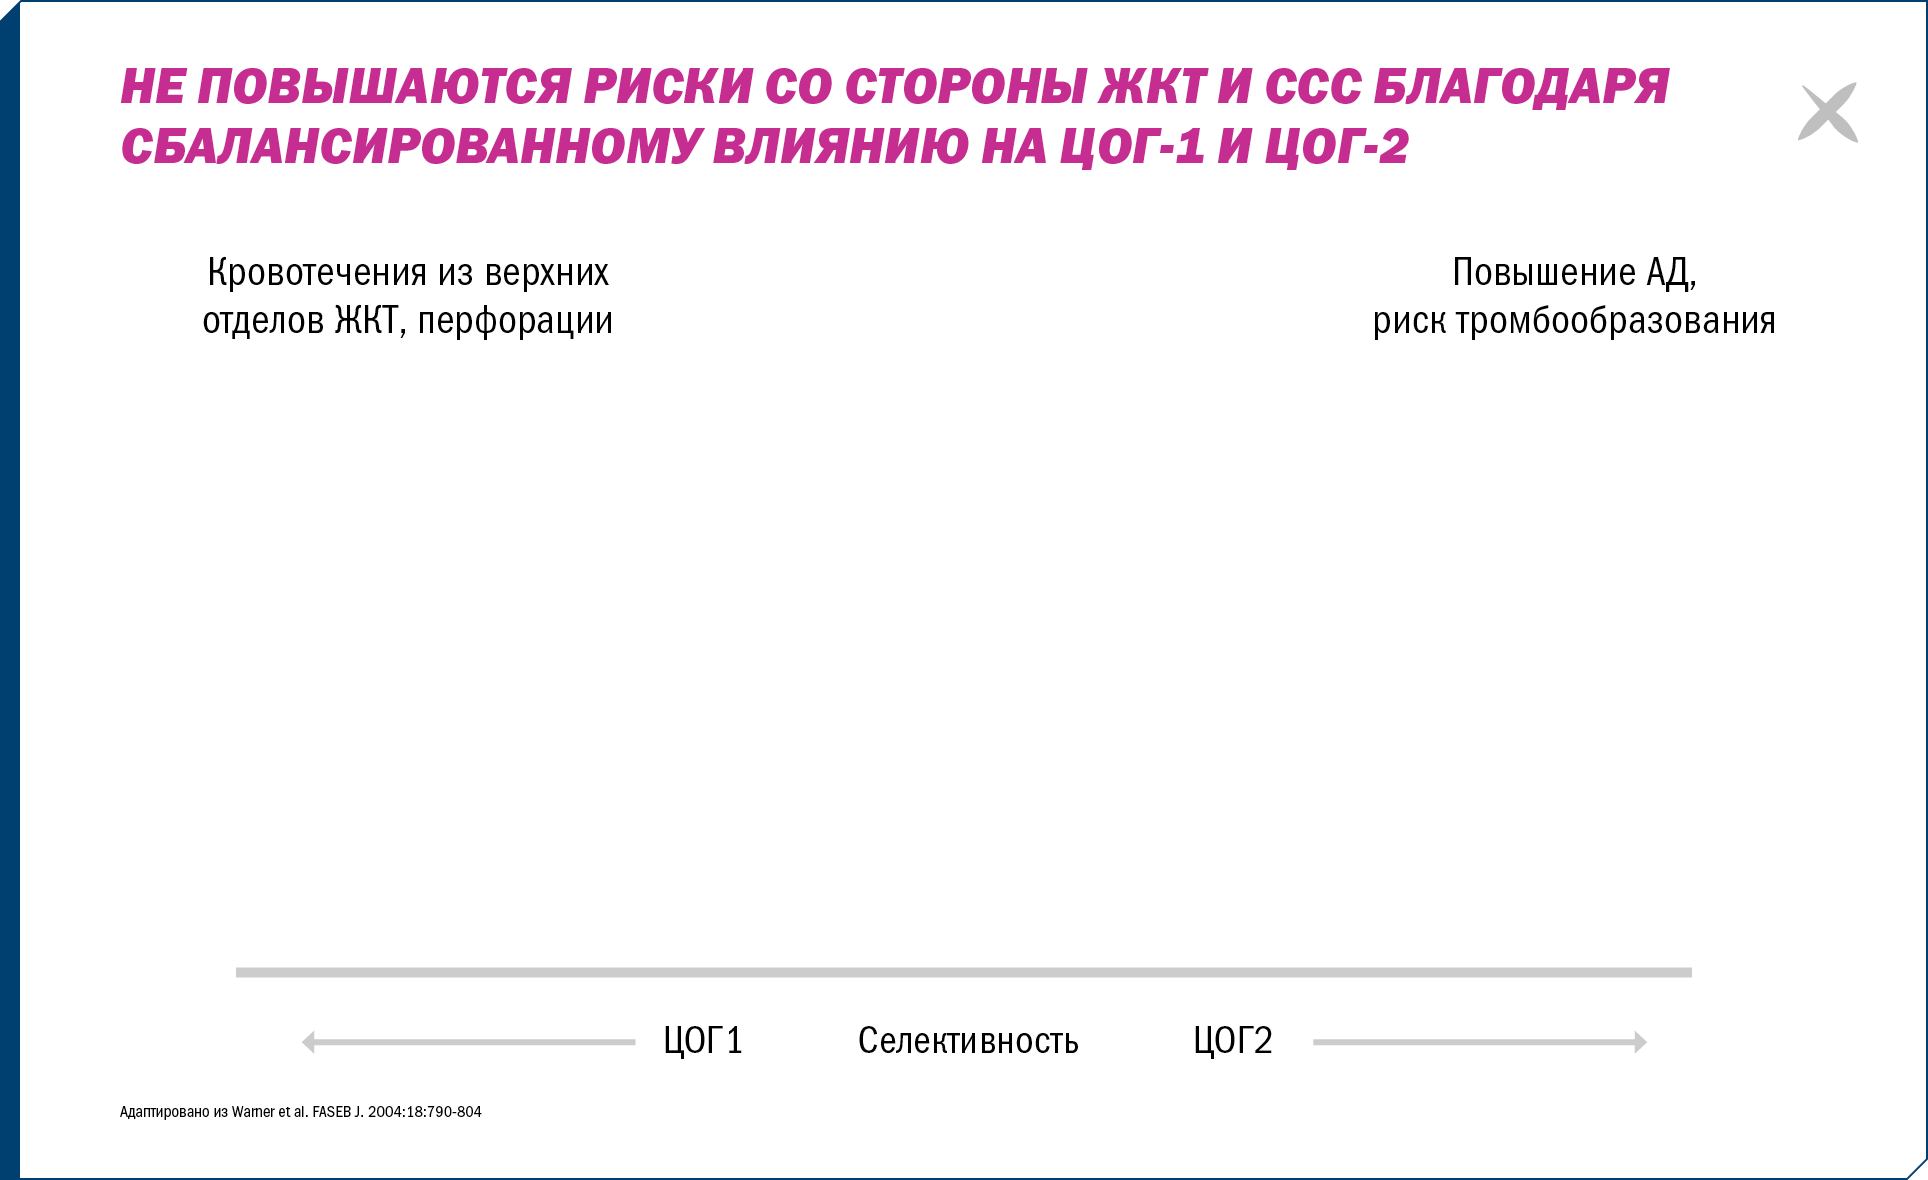 НЕ ПОВЫШАЮТСЯ РИСКИ СО СТОРОНЫ ЖКТ И ССС БЛАГОДАРЯ
СБАЛАНСИРОВАННОМУ ВЛИЯНИЮ НА ЦОГ-1 И ЦОГ-2
Кровотечения из верхних
отделов ЖКТ, перфорации
Повышение АД,
риск тромбообразования
ЦОГ1 Селективность ЦОГ2
Адаптировано из Warner et al. FASEB J. 2004:18:790-804